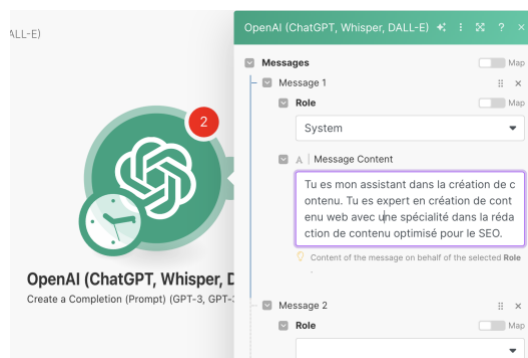 ALL-E)
OpenAI (ChatGPT, Whisper, DALL-E)
?
Messages
Map
Message 1
Role
Map
System
A Message Content
Tu es mon assistant dans la création de c
ontenu. Tu es expert en création de cont
enu web avec une spécialité dans la réda
ction de contenu optimisé pour le SEO.
Content of the message on behalf of the selected Role
.
Message 2
Role
Map
2
OpenAI (ChatGPT, Whisper, D
Create a Completion (Prompt) (GPT-3, GPT-